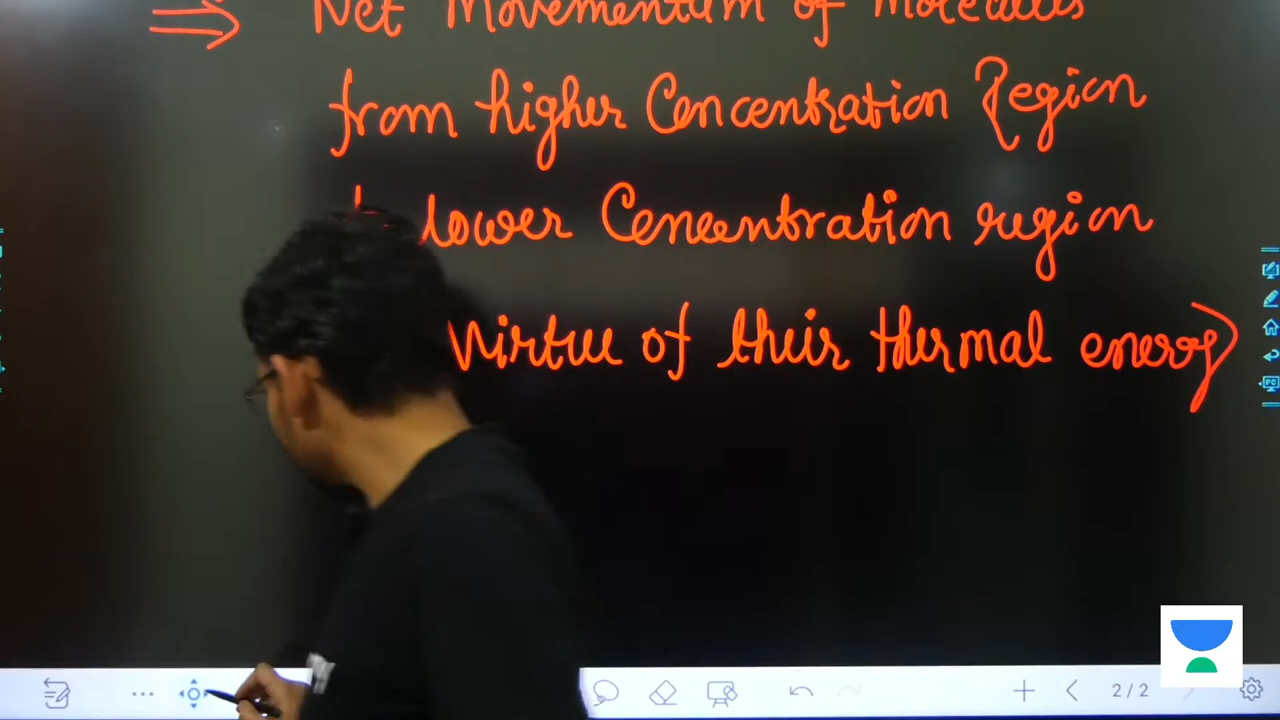 ⇒ Net Movementum of Molecules
from higher Concentration Region
lower Concentration region
Virtue of their thermal energy
2/2